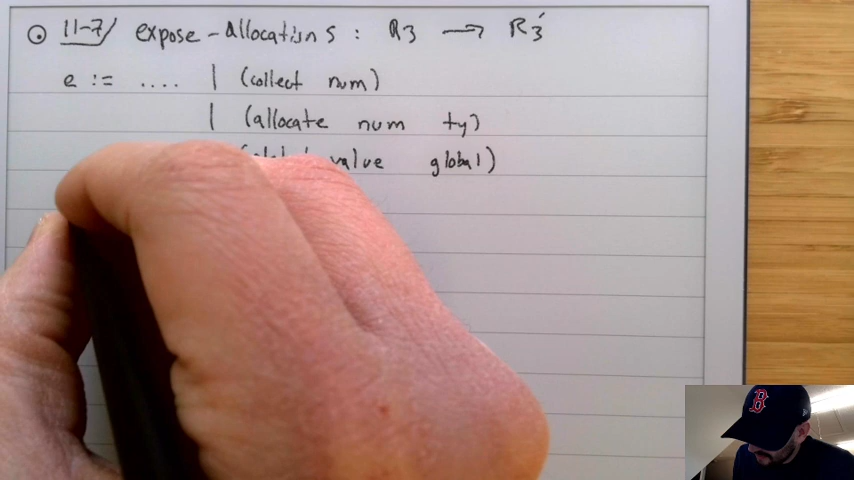 11-7/ expose-allocations : R3 → R3'
e := .... | (collect num)
| (allocate num ty)
value global)
B